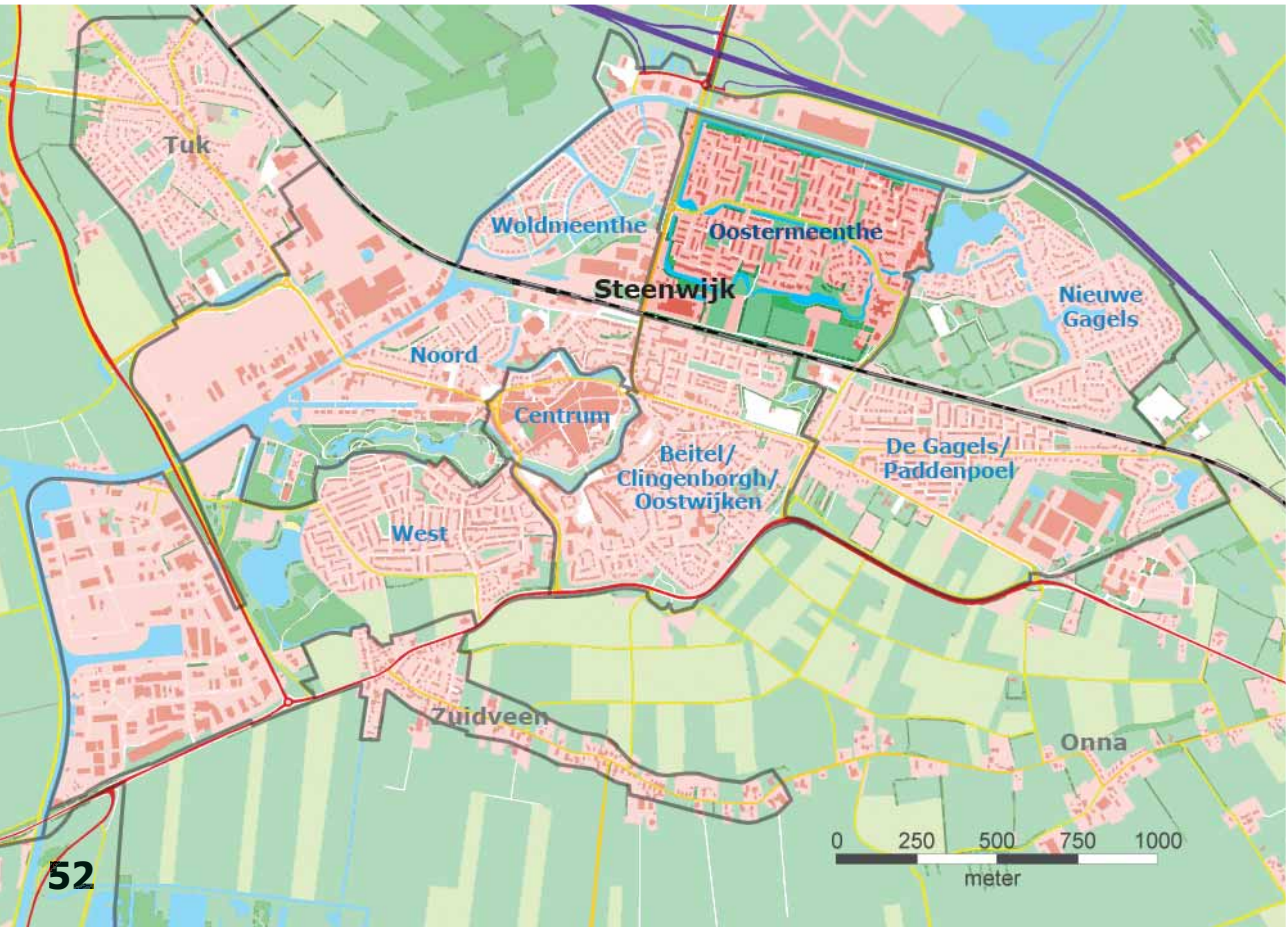 Tuk
Woldmeenthe
Oostermeenthe
Steenwijk
Nieuwe
Gagels
Noord
Centrum
Beitel/
Clingenborgh/
Oostwijken
De Gagels/
Paddenpoel
West
Zuidveen
Onna
0 250 500 750 1000
meter
52